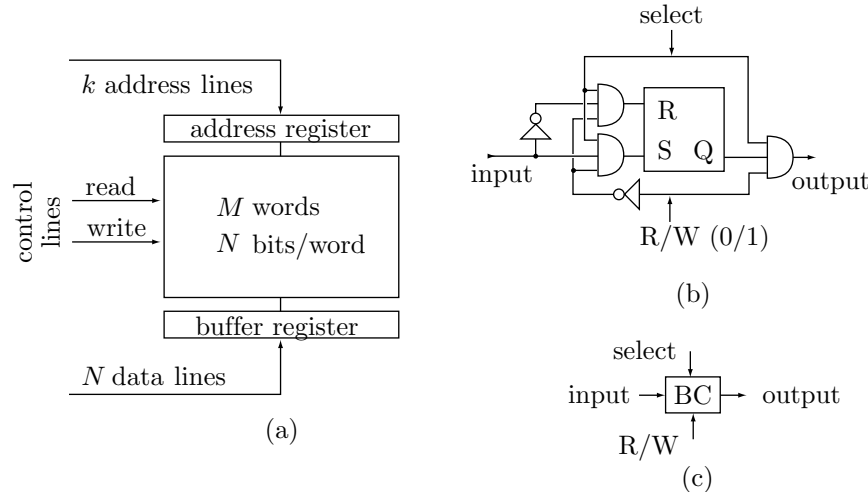 k address lines
address register
control
lines
read
write
M words
N bits/word
buffer register
N data lines
(a)
select
R
S Q
input
output
R/W (0/1)
(b)
select
input
BC
output
R/W
(c)